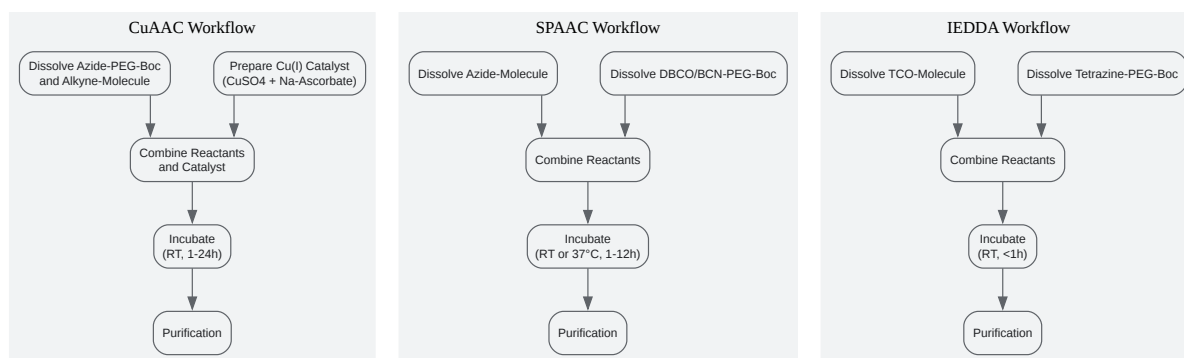 CuAAC Workflow
Dissolve Azide-PEG-Boc
and Alkyne-Molecule
Prepare Cu(I) Catalyst
(CuSO4 + Na-Ascorbate)
Combine Reactants
and Catalyst
Incubate
(RT, 1-24h)
Purification
SPAAC Workflow
Dissolve Azide-Molecule
Dissolve DBCO/BCN-PEG-Boc
Combine Reactants
Incubate
(RT or 37°C, 1-12h)
Purification
IEDDA Workflow
Dissolve TCO-Molecule
Dissolve Tetrazine-PEG-Boc
Combine Reactants
Incubate
(RT, <1h)
Purification